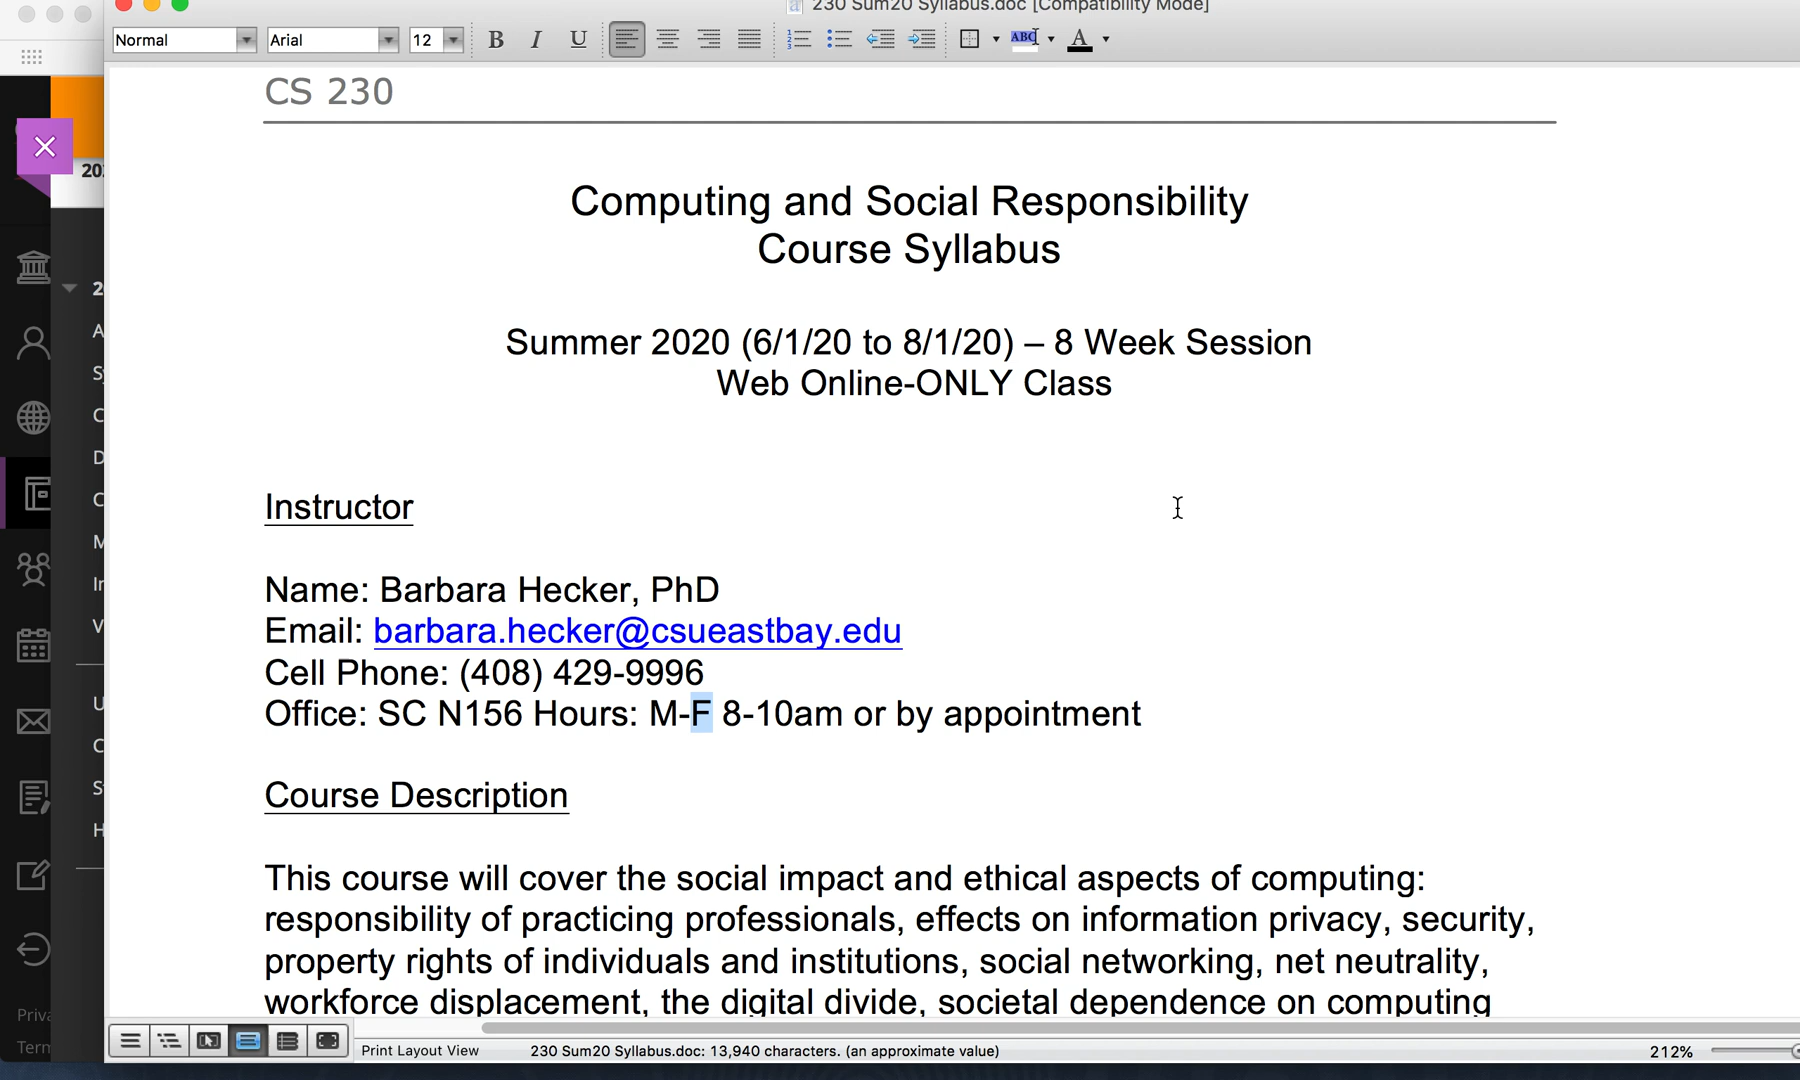 230 Sum20 Syllabus.doc [Compatibility Mode]
Normal
Arial
12
B
I
U
ABC
A
CS 230
Computing and Social Responsibility
Course Syllabus
Summer 2020 (6/1/20 to 8/1/20) – 8 Week Session
Web Online-ONLY Class
Instructor
Name: Barbara Hecker, PhD
Email: barbara.hecker@csueastbay.edu
Cell Phone: (408) 429-9996
Office: SC N156 Hours: M-F 8-10am or by appointment
Course Description
This course will cover the social impact and ethical aspects of computing:
responsibility of practicing professionals, effects on information privacy, security,
property rights of individuals and institutions, social networking, net neutrality,
workforce displacement, the digital divide, societal dependence on computing
Print Layout View
230 Sum20 Syllabus.doc: 13,940 characters. (an approximate value)
212%